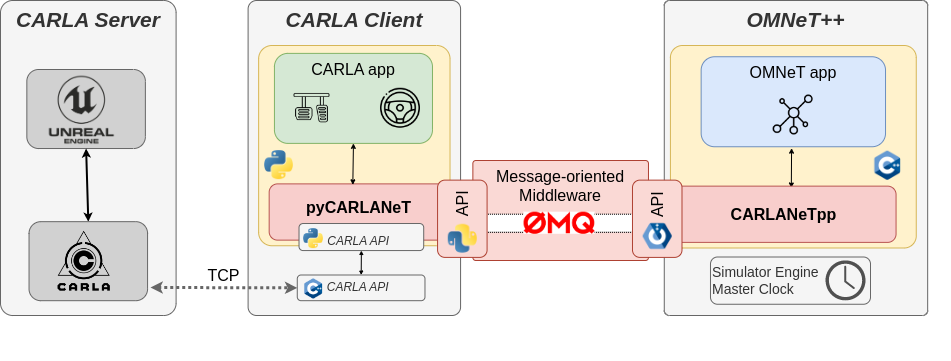 CARLA Server
UNREAL
ENGINE
CARLA
TCP
CARLA Client
CARLA app
pyCARLANeT
CARLA API
CARLA API
API
Message-oriented
Middleware
ØMQ
API
OMNeT++
OMNeT app
CARLANeTpp
Simulator Engine
Master Clock